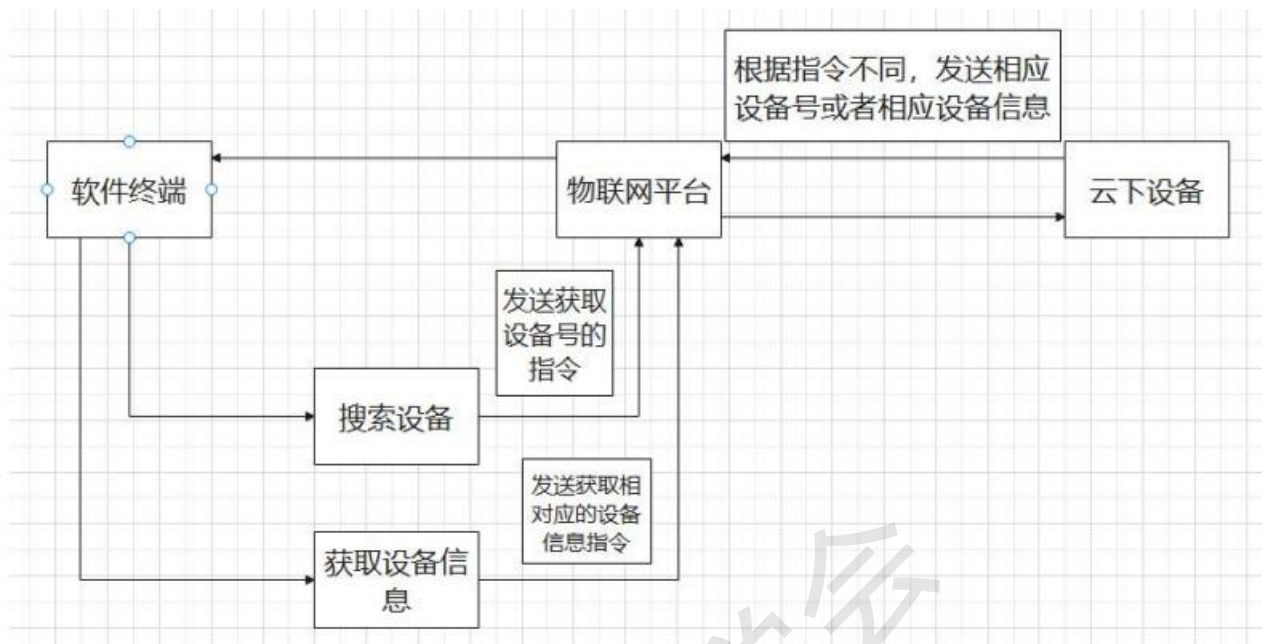 根据指令不同，发送相应
设备号或者相应设备信息
软件终端
物联网平台
云下设备
发送获取
设备号的
指令
搜索设备
发送获取相
对应的设备
信息指令
获取设备信
息
会